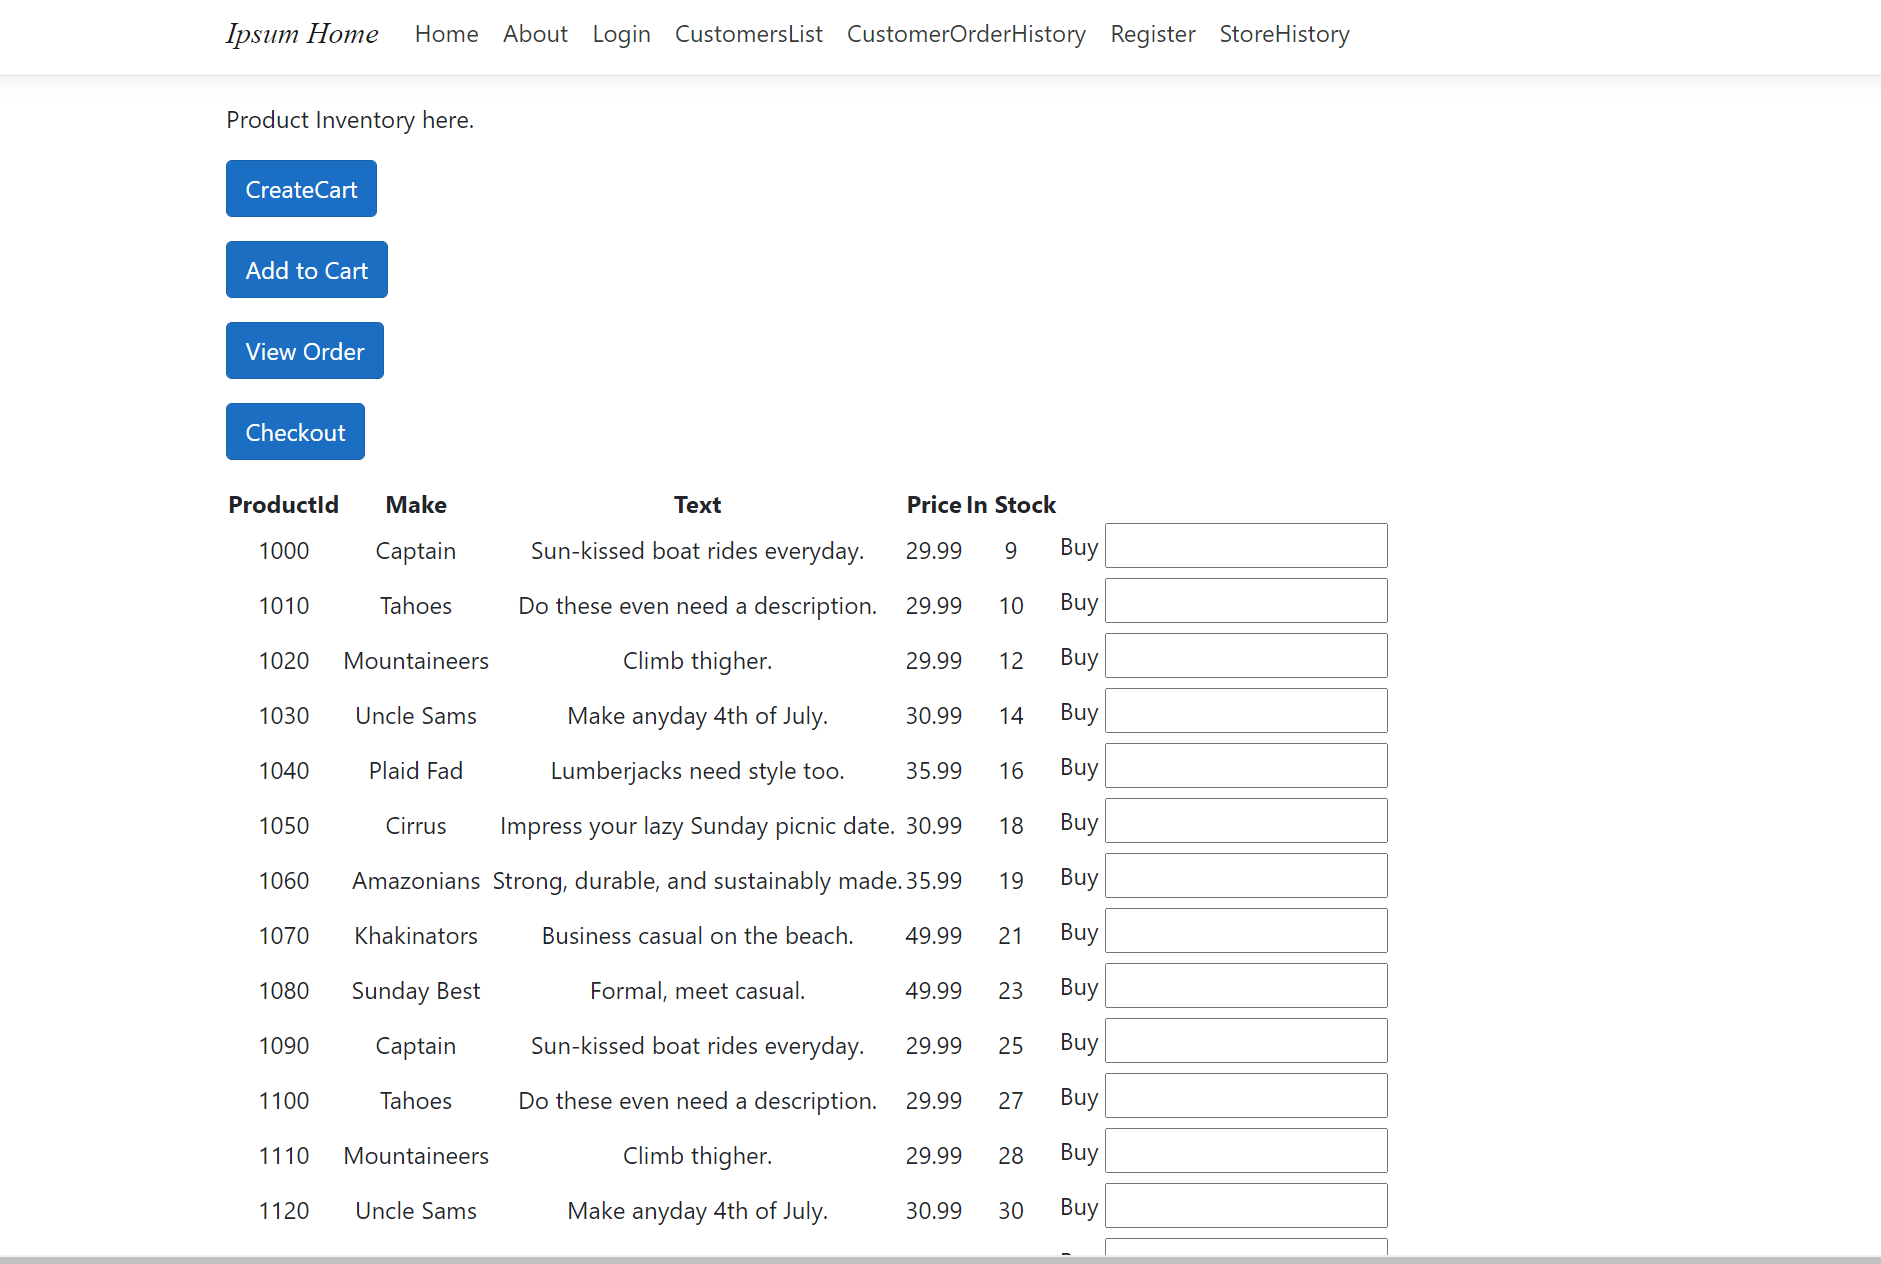 Ipsum Home Home About Login CustomersList CustomerOrderHistory Register StoreHistory
Product Inventory here.
CreateCart
Add to Cart
View Order
Checkout
ProductId Make Text Price In Stock
1000 Captain Sun-kissed boat rides everyday. 29.99 9 Buy
1010 Tahoes Do these even need a description. 29.99 10 Buy
1020 Mountaineers Climb thigher. 29.99 12 Buy
1030 Uncle Sams Make anyday 4th of July. 30.99 14 Buy
1040 Plaid Fad Lumberjacks need style too. 35.99 16 Buy
1050 Cirrus Impress your lazy Sunday picnic date. 30.99 18 Buy
1060 Amazonians Strong, durable, and sustainably made. 35.99 19 Buy
1070 Khakinators Business casual on the beach. 49.99 21 Buy
1080 Sunday Best Formal, meet casual. 49.99 23 Buy
1090 Captain Sun-kissed boat rides everyday. 29.99 25 Buy
1100 Tahoes Do these even need a description. 29.99 27 Buy
1110 Mountaineers Climb thigher. 29.99 28 Buy
1120 Uncle Sams Make anyday 4th of July. 30.99 30 Buy